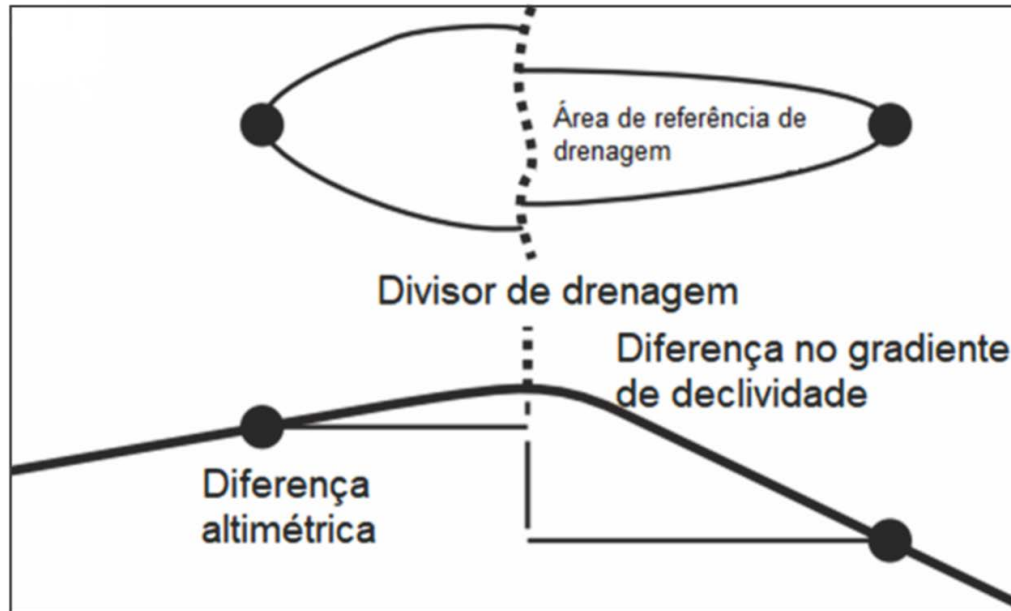 Área de referência de
drenagem
Divisor de drenagem
Diferença no gradiente
de declividade
Diferença
altimétrica